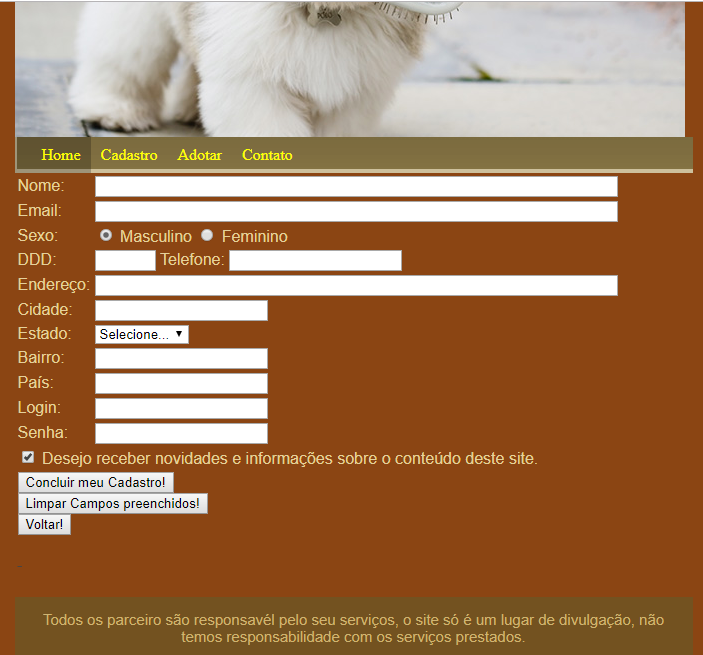 Home Cadastro Adotar Contato
Nome:
Email:
Sexo: Masculino Feminino
DDD: Telefone:
Endereço:
Cidade:
Estado: Selecione...
Bairro:
País:
Login:
Senha:
Desejo receber novidades e informações sobre o conteúdo deste site.
Concluir meu Cadastro!
Limpar Campos preenchidos!
Voltar!
Todos os parceiro são responsavél pelo seu serviços, o site só é um lugar de divulgação, não
temos responsabilidade com os serviços prestados.